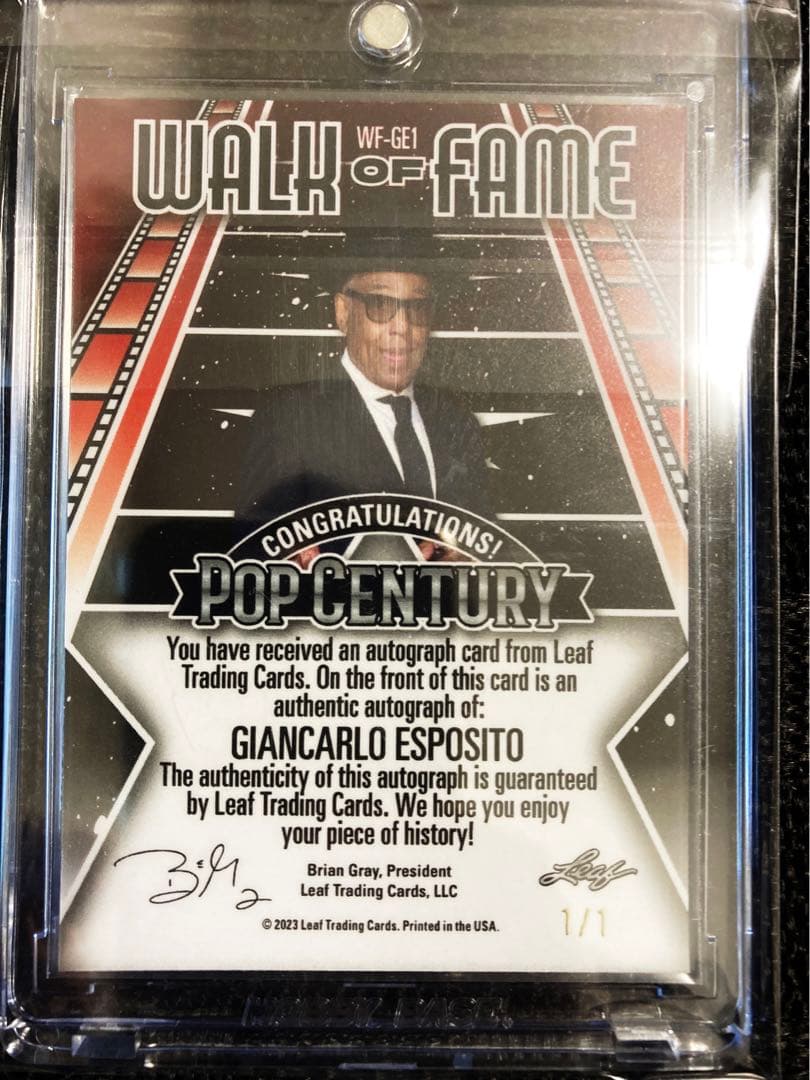 WF-GE1
WALK OF FAME
CONGRATULATIONS!
POP CENTURY
You have received an autograph card from Leaf
Trading Cards. On the front of this card is an
authentic autograph of:
GIANCARLO ESPOSITO
The authenticity of this autograph is guaranteed
by Leaf Trading Cards. We hope you enjoy
your piece of history!
Brian Gray, President
Leaf Trading Cards, LLC
Leaf
© 2023 Leaf Trading Cards. Printed in the USA.
1/1